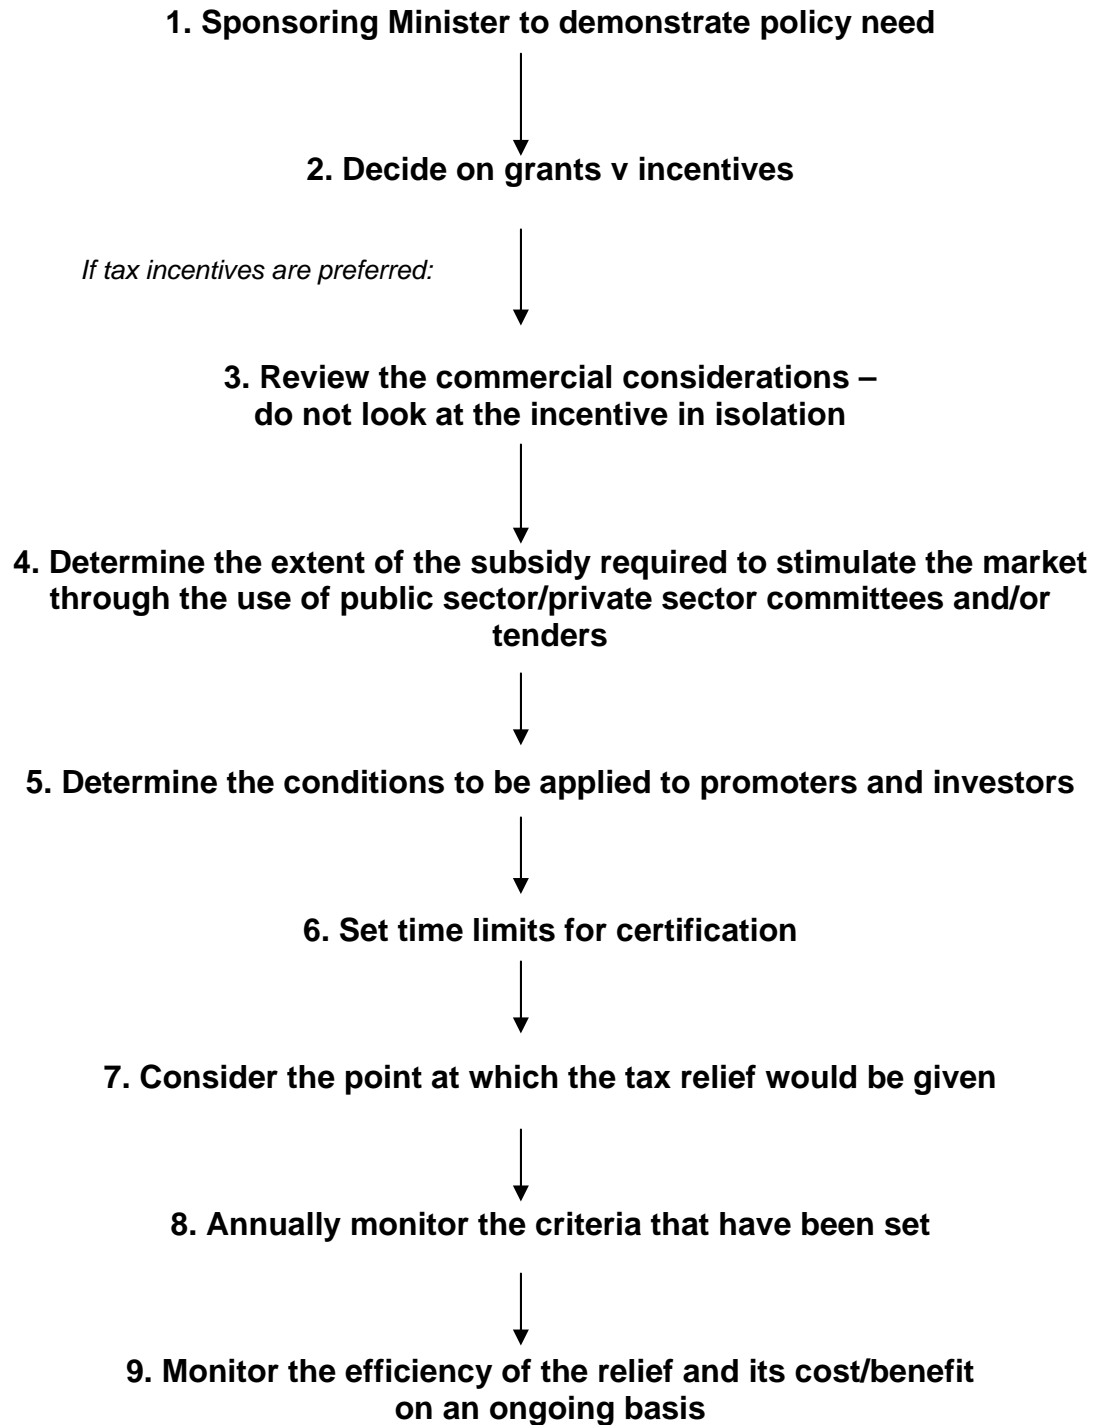 1. Sponsoring Minister to demonstrate policy need
2. Decide on grants v incentives
If tax incentives are preferred:
3. Review the commercial considerations –
do not look at the incentive in isolation
4. Determine the extent of the subsidy required to stimulate the market
through the use of public sector/private sector committees and/or
tenders
5. Determine the conditions to be applied to promoters and investors
6. Set time limits for certification
7. Consider the point at which the tax relief would be given
8. Annually monitor the criteria that have been set
9. Monitor the efficiency of the relief and its cost/benefit
on an ongoing basis